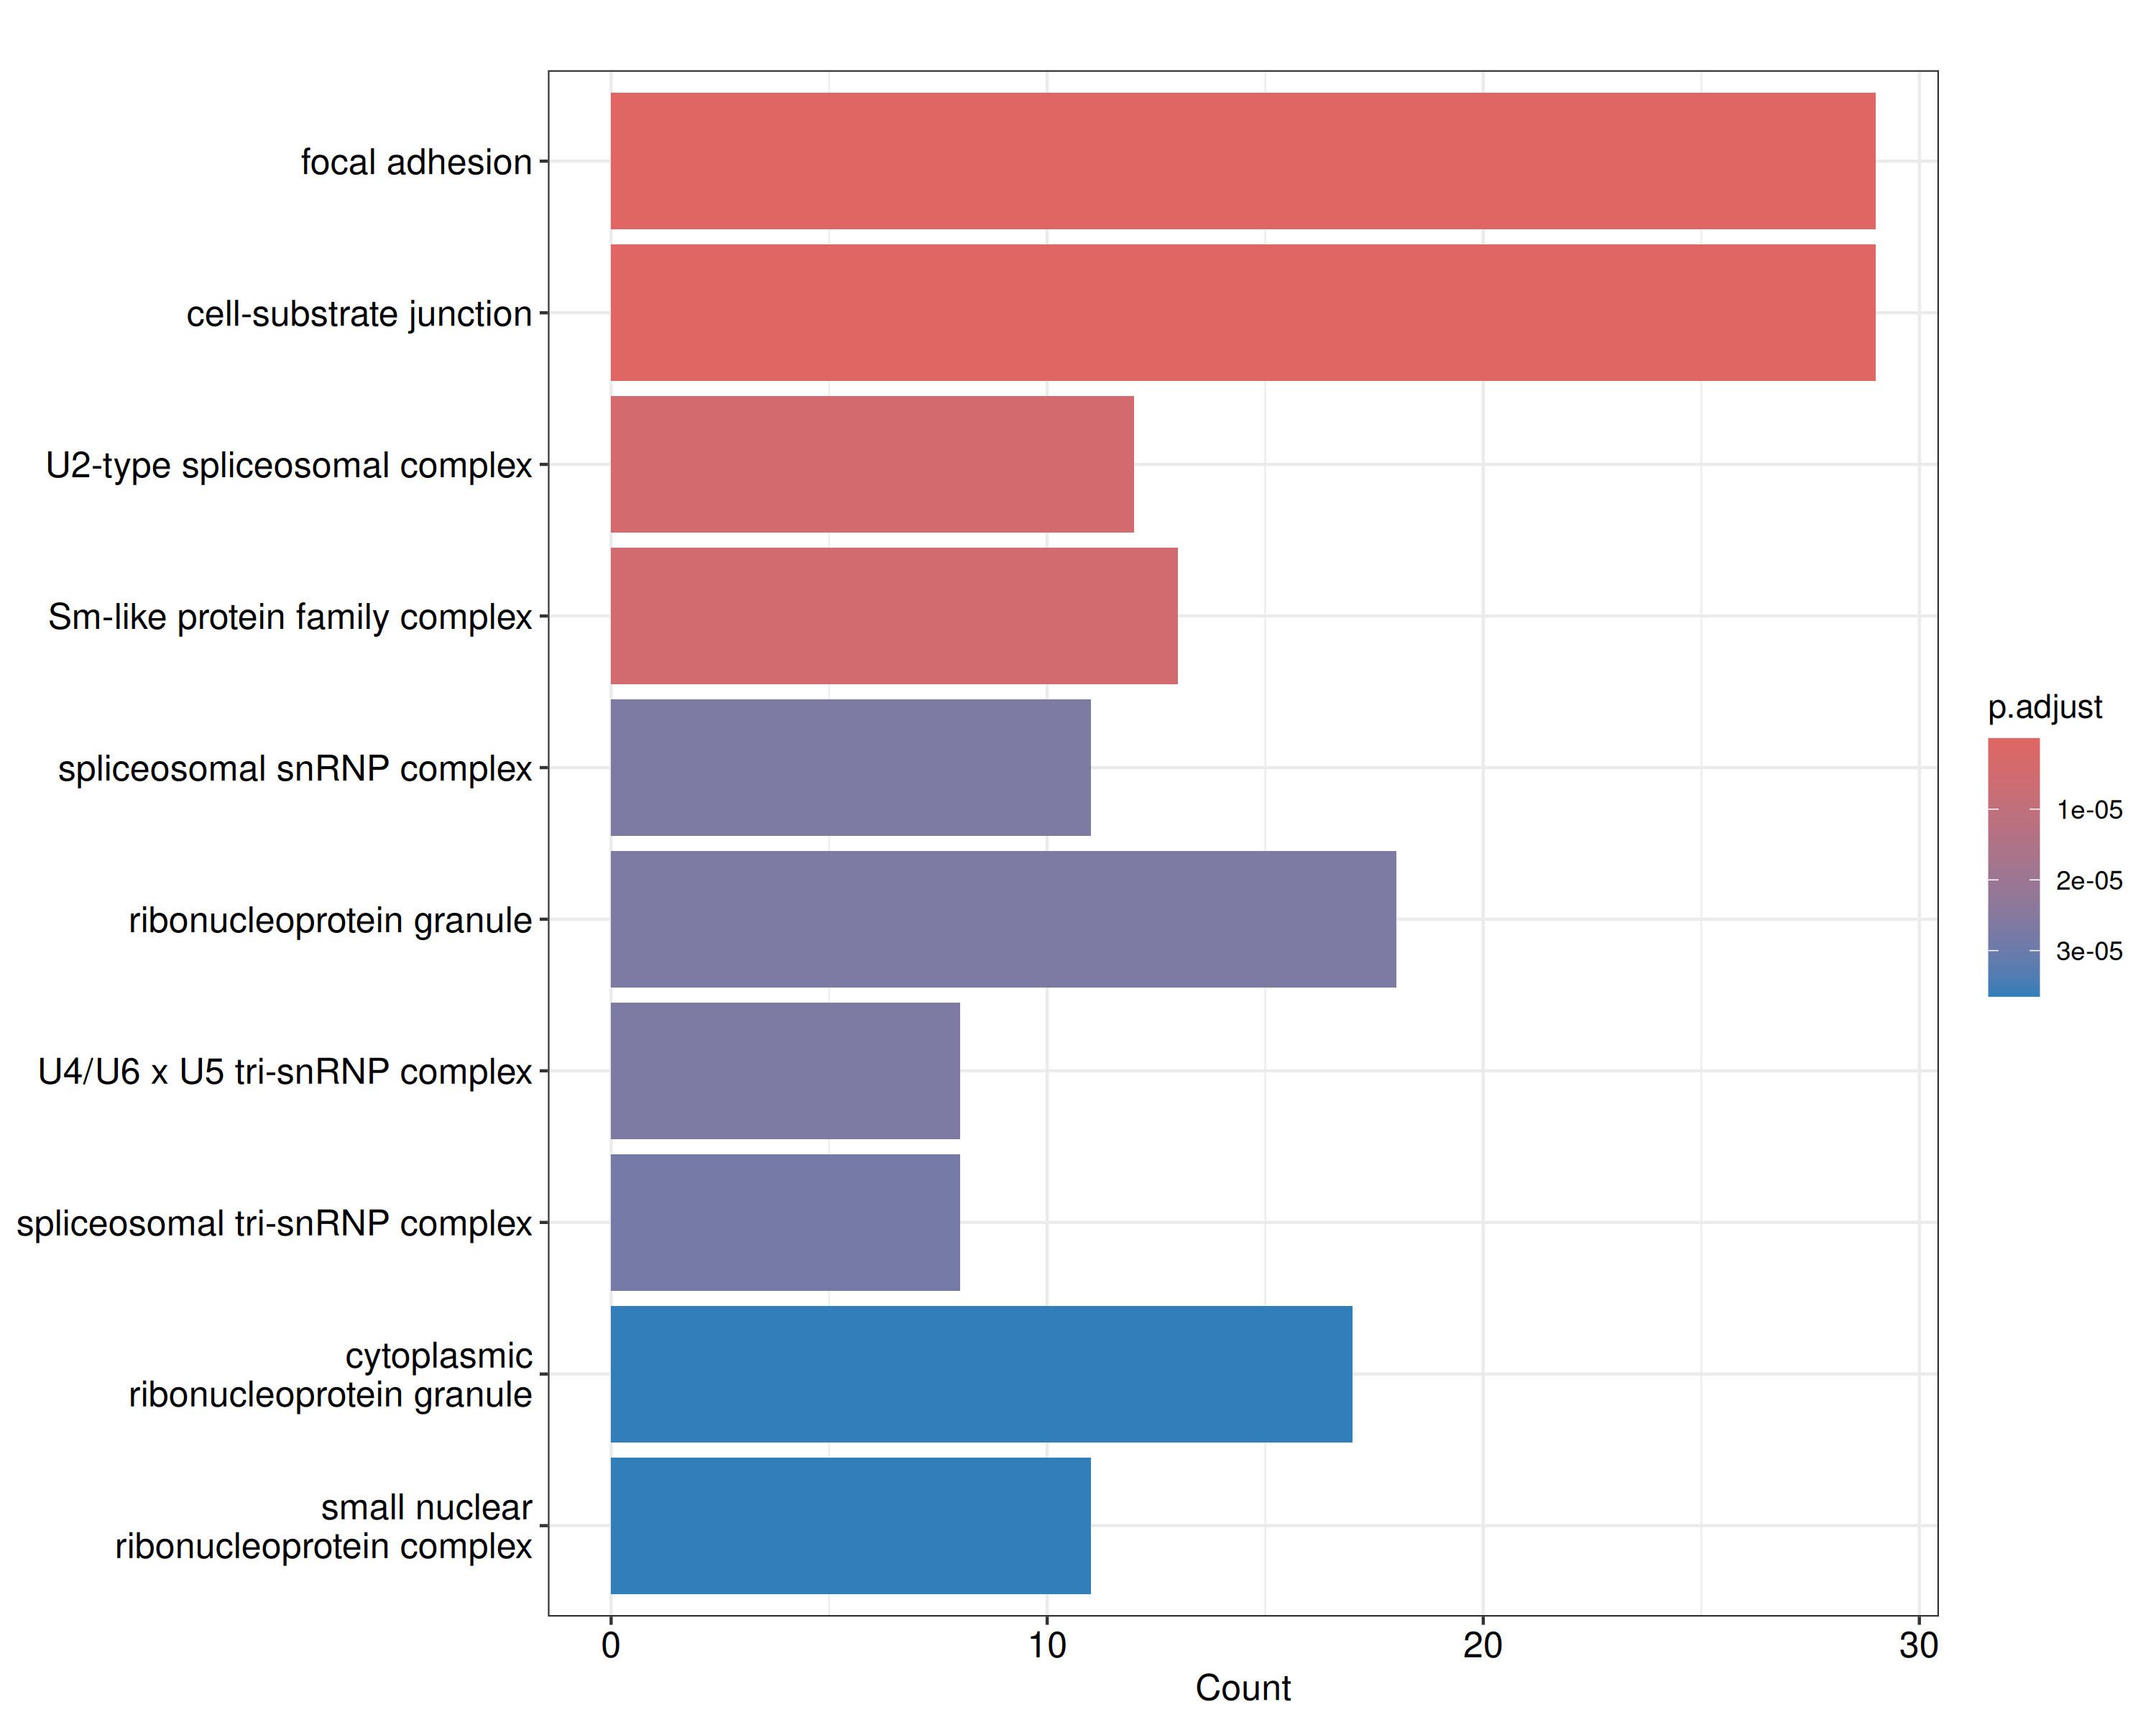 focal adhesion
cell-substrate junction
U2-type spliceosomal complex
Sm-like protein family complex
spliceosomal snRNP complex
ribonucleoprotein granule
U4/U6 x U5 tri-snRNP complex
spliceosomal tri-snRNP complex
cytoplasmic
ribonucleoprotein granule
small nuclear
ribonucleoprotein complex
0 10 20 30
Count
p.adjust
1e-05
2e-05
3e-05